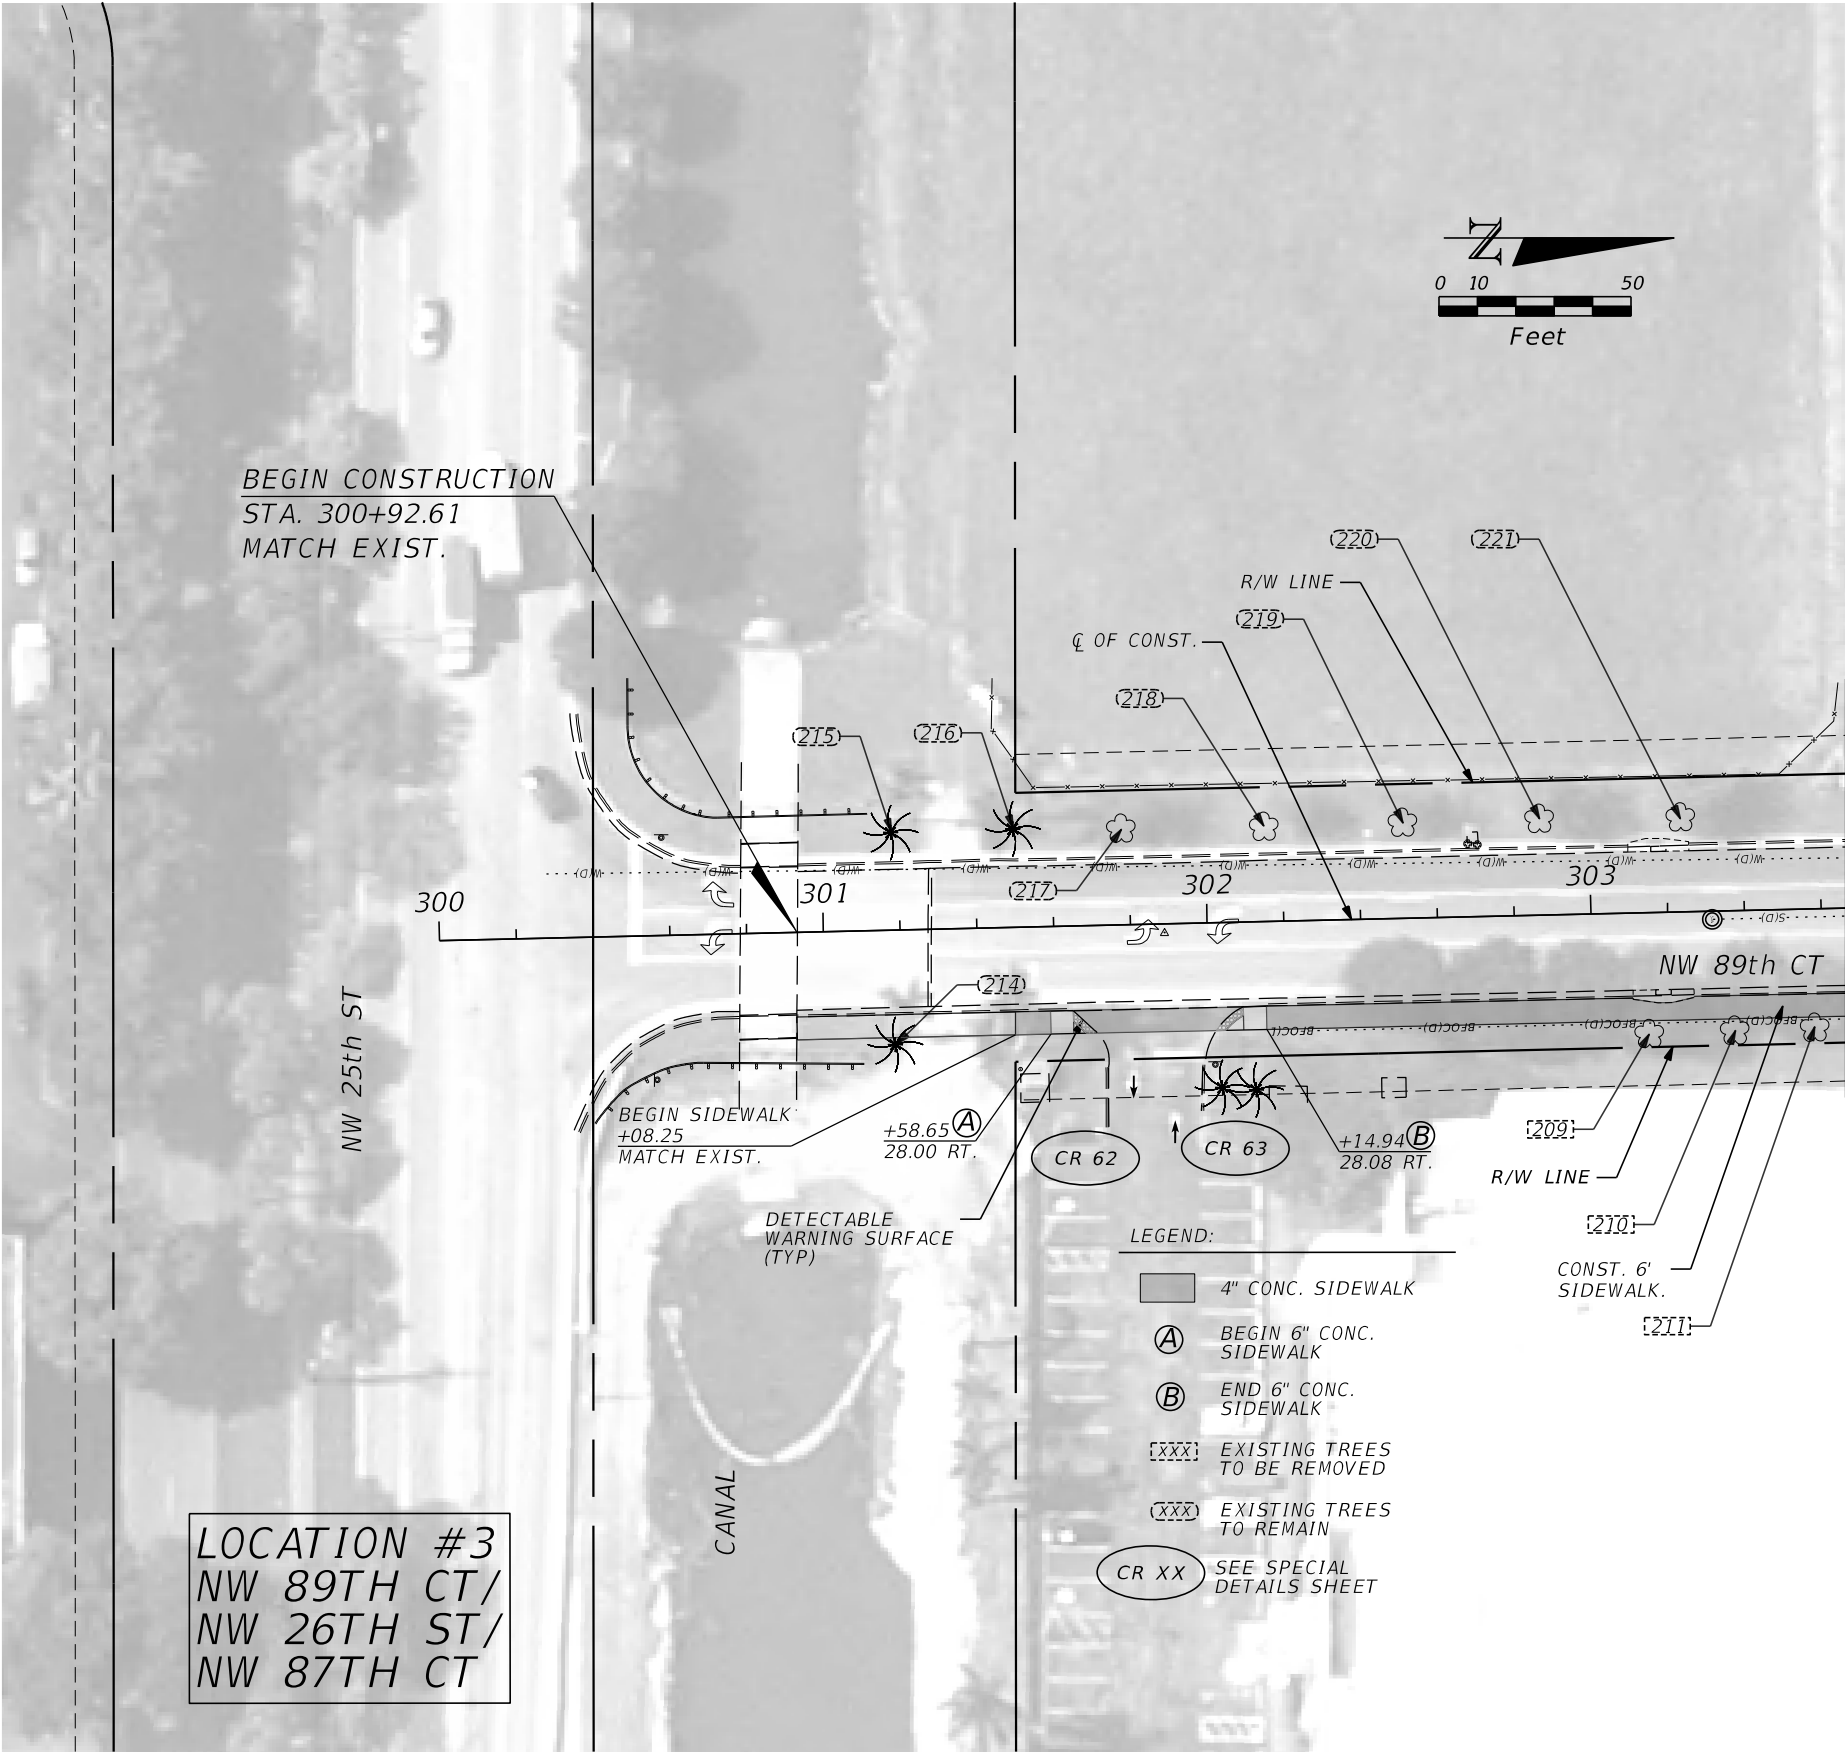 N
0 10 50
Feet
BEGIN CONSTRUCTION
STA. 300+92.61
MATCH EXIST.
220
221
R/W LINE
219
℄ OF CONST.
218
215
216
217
300
301
302
303
W(D) W(D) W(D) W(D) W(D) W(D) W(D) W(D) W(D) W(D)
S(D)
NW 89th CT
214
BFOC(D) BFOC(D) BFOC(D)
NW 25th ST
BEGIN SIDEWALK
+08.25
MATCH EXIST.
+58.65 A
28.00 RT.
CR 62
CR 63
+14.94 B
28.08 RT.
209
R/W LINE
210
CONST. 6'
SIDEWALK.
211
DETECTABLE
WARNING SURFACE
(TYP)
LEGEND:
4" CONC. SIDEWALK
A BEGIN 6" CONC.
SIDEWALK
B END 6" CONC.
SIDEWALK
XXX EXISTING TREES
TO BE REMOVED
XXX EXISTING TREES
TO REMAIN
CR XX SEE SPECIAL
DETAILS SHEET
CANAL
LOCATION #3
NW 89TH CT/
NW 26TH ST/
NW 87TH CT